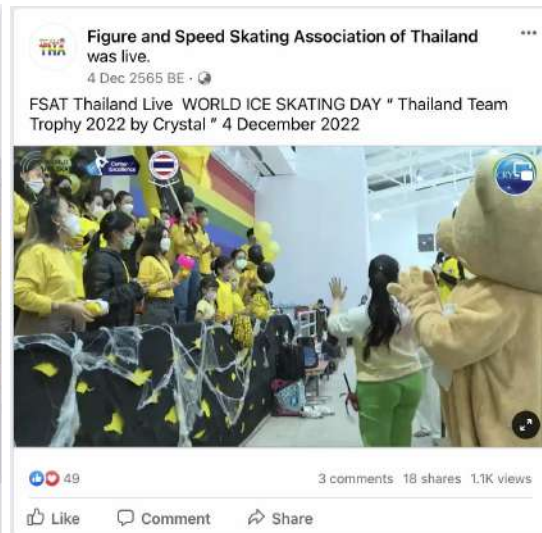 Figure and Speed Skating Association of Thailand
was live.
4 Dec 2565 BE ·
FSAT Thailand Live WORLD ICE SKATING DAY " Thailand Team
Trophy 2022 by Crystal " 4 December 2022
49
3 comments 18 shares 1.1K views
Like Comment Share